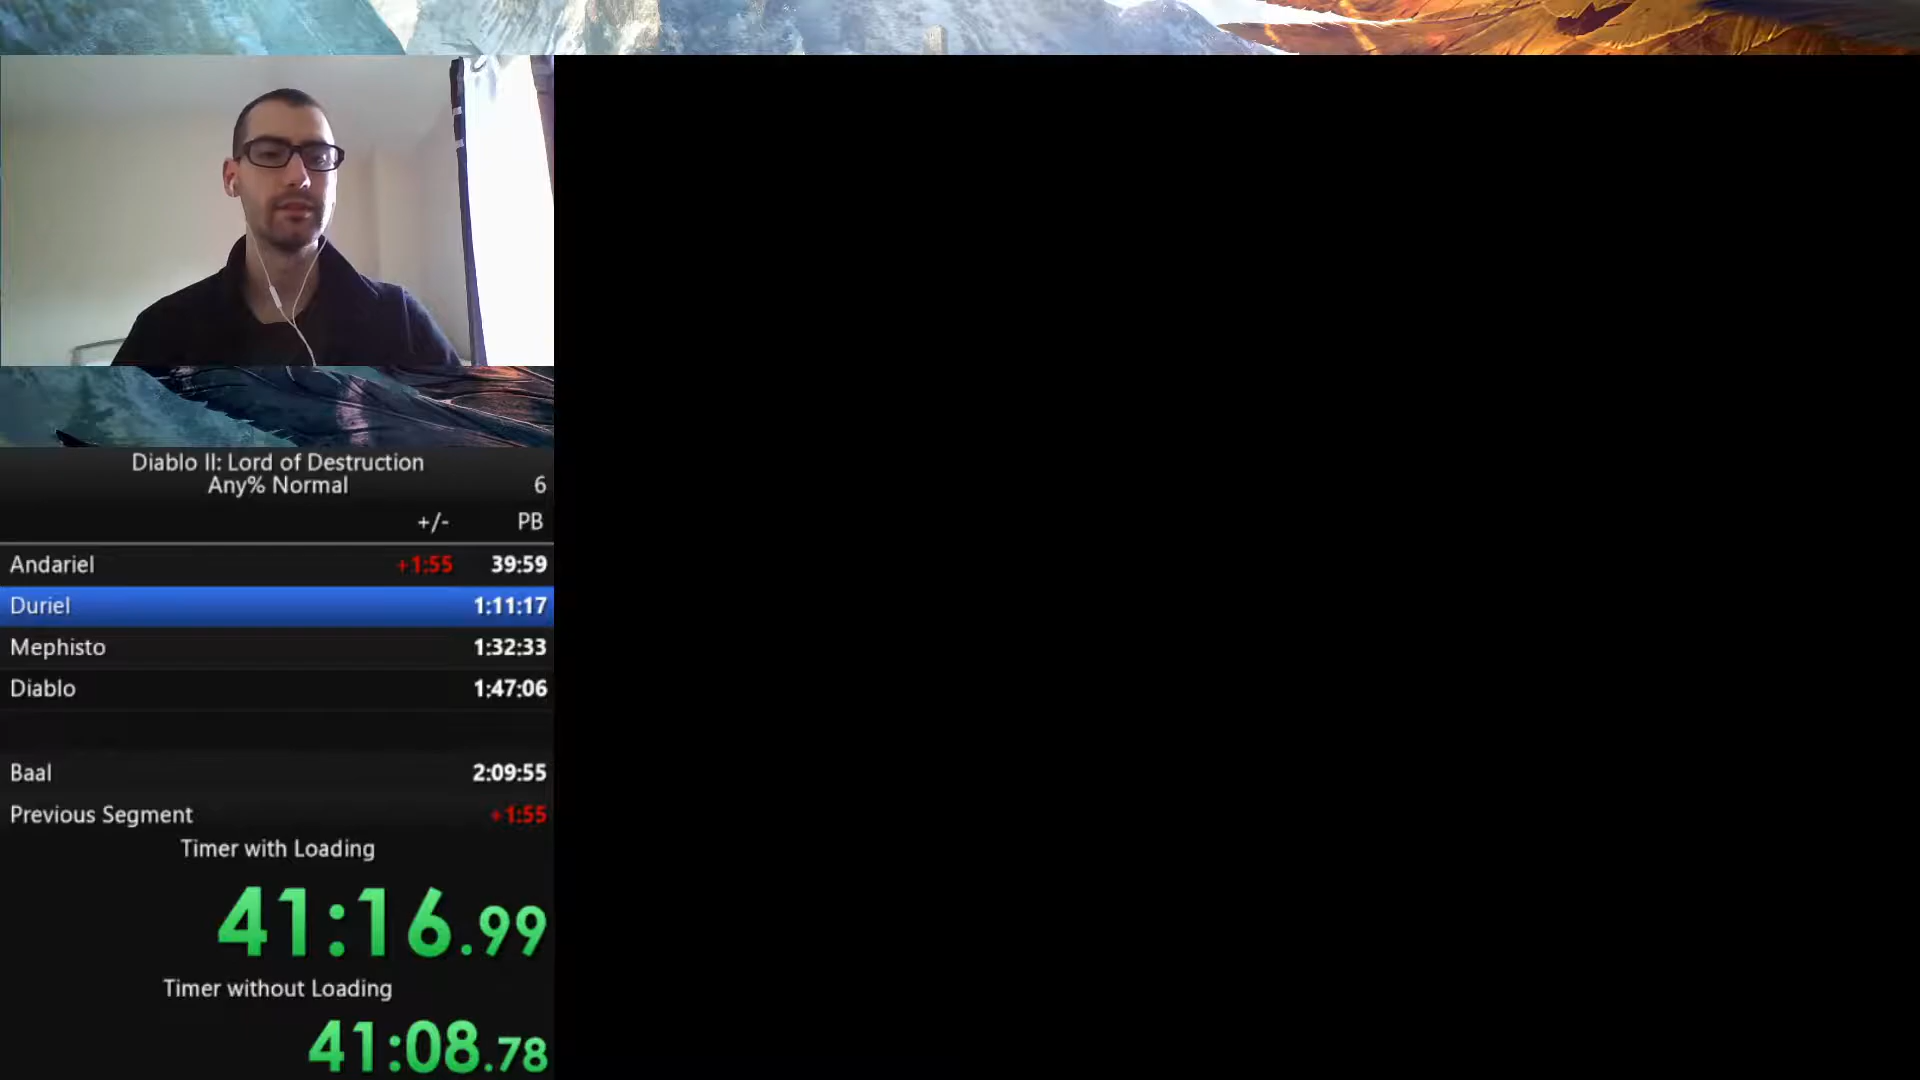 Diablo II: Lord of Destruction
Any% Normal 6
+/- PB
Andariel +1:55 39:59
Duriel 1:11:17
Mephisto 1:32:33
Diablo 1:47:06
Baal 2:09:55
Previous Segment +1:55
Timer with Loading
41:16.99
Timer without Loading
41:08.78